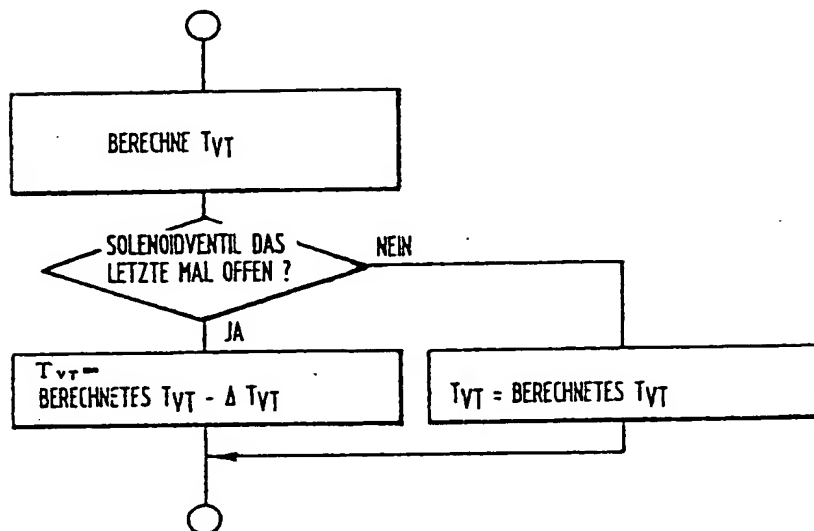 BERECHNE TVT
SOLENOIDVENTIL DAS
LETZTE MAL OFFEN ?
NEIN
JA
TVT=
BERECHNETES TVT - Δ TVT
TVT = BERECHNETES TVT